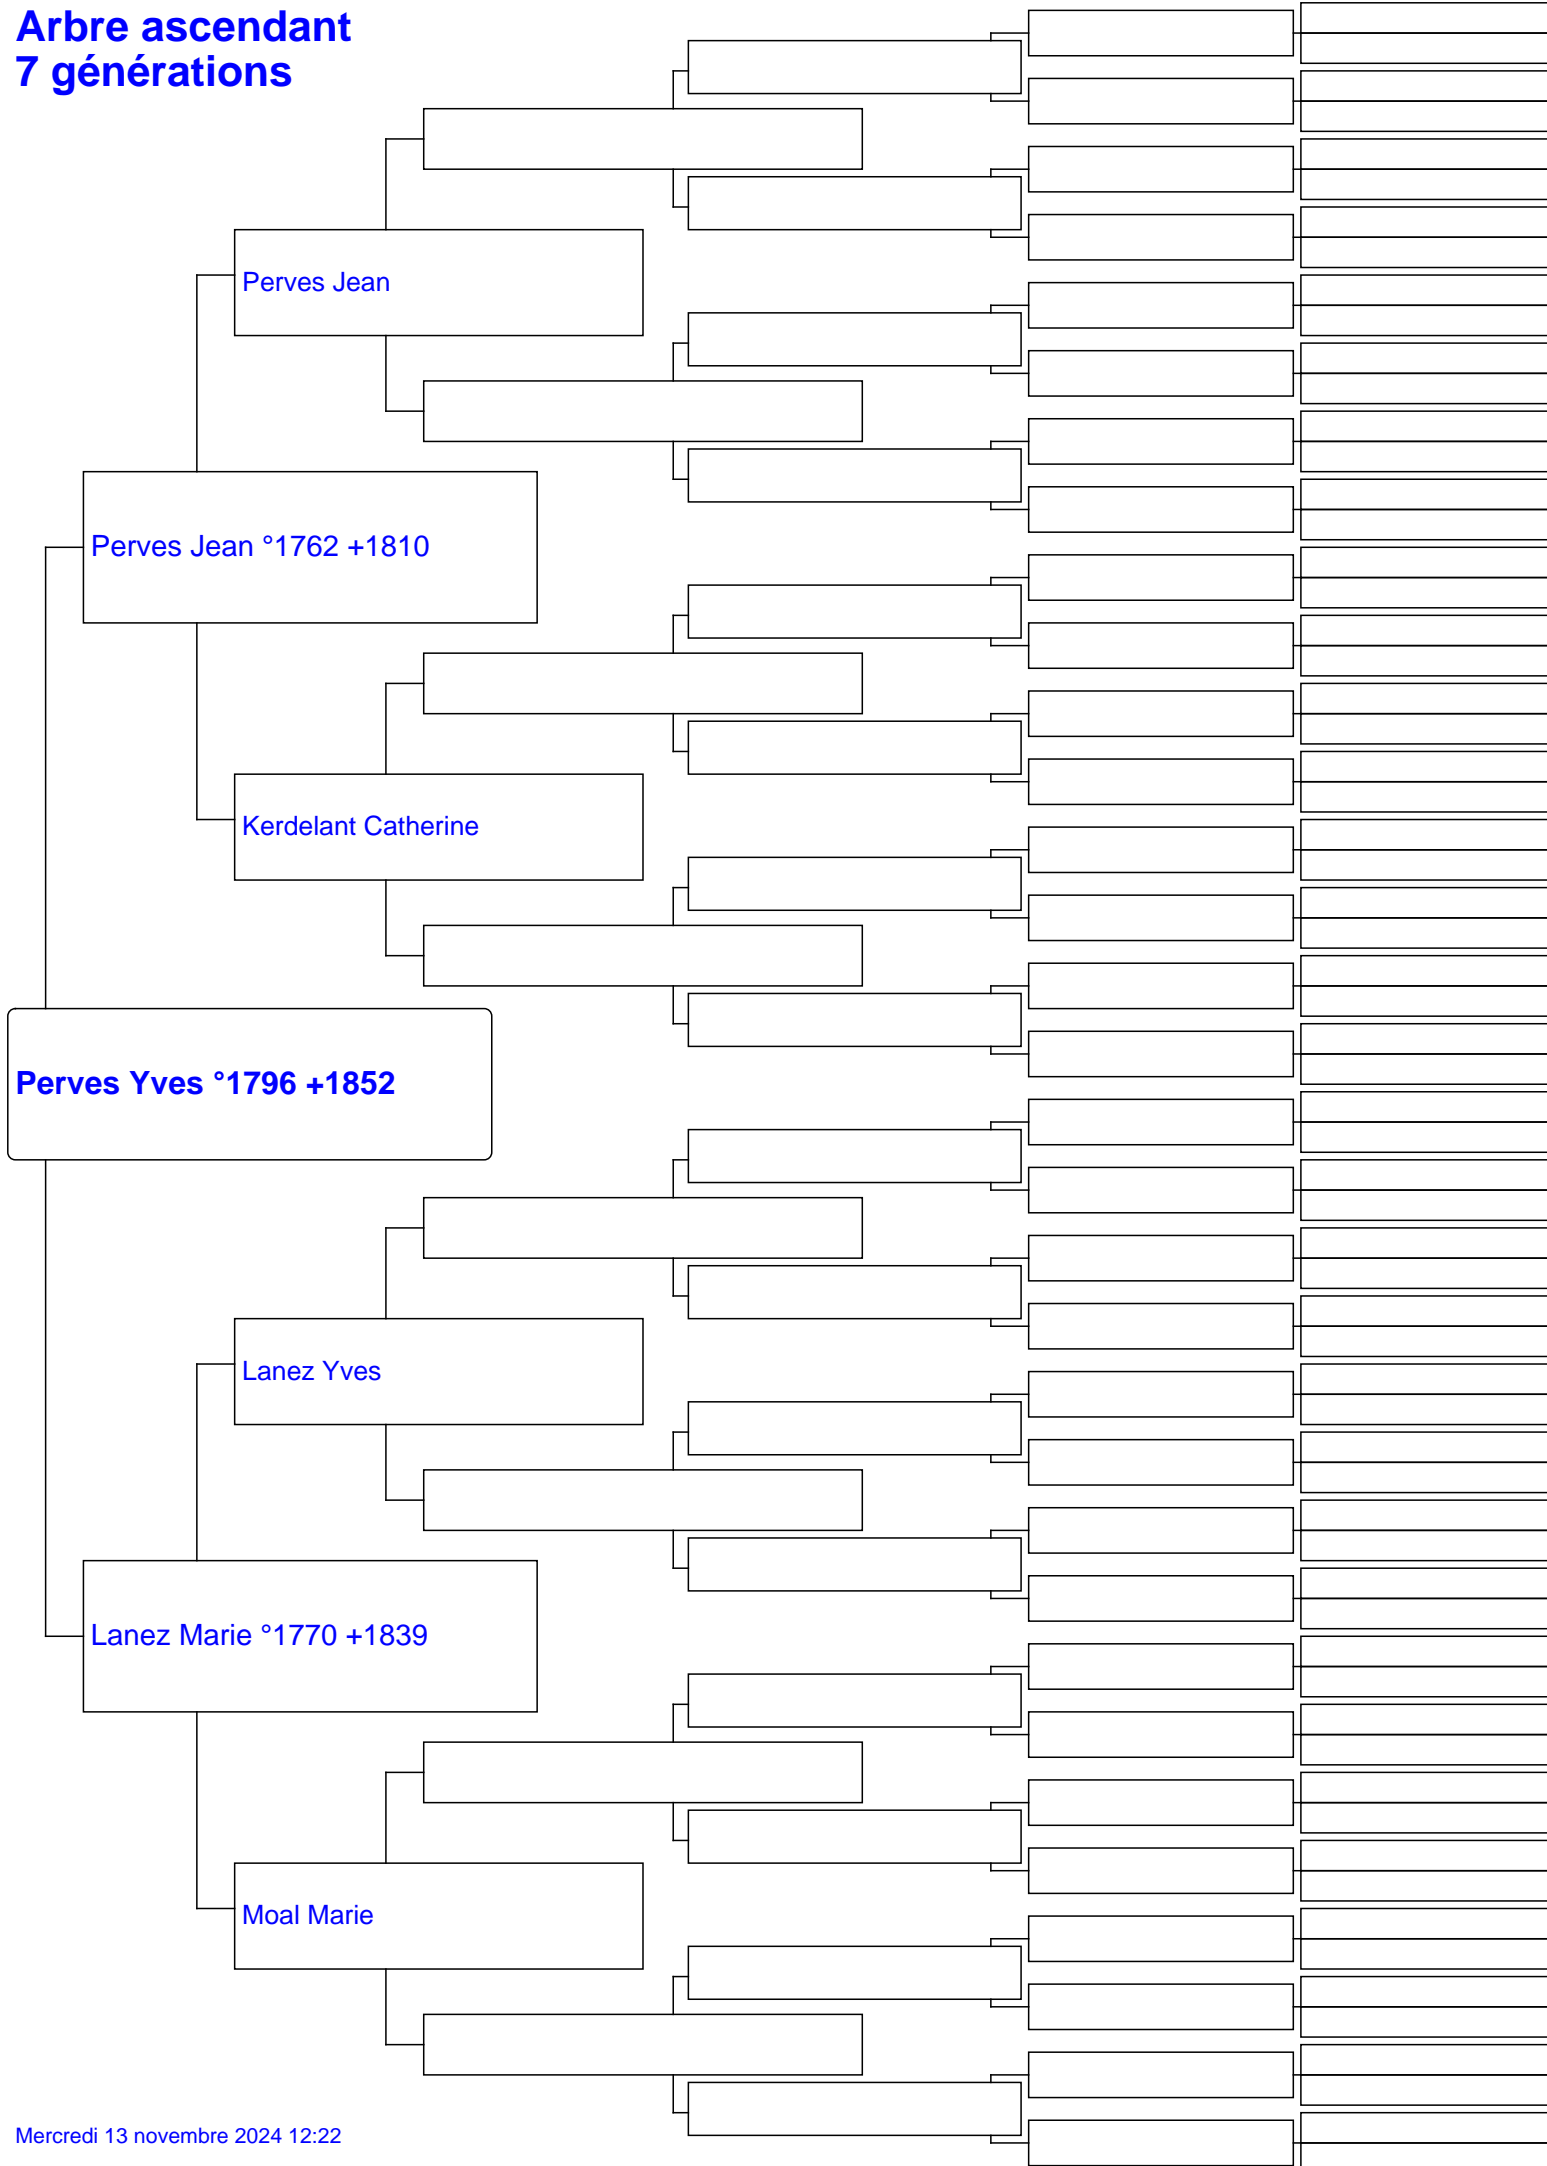 Arbre ascendant
7 générations
Perves Jean
Perves Jean °1762 +1810
Kerdelant Catherine
Perves Yves °1796 +1852
Lanez Yves
Lanez Marie °1770 +1839
Moal Marie
Mercredi 13 novembre 2024 12:22